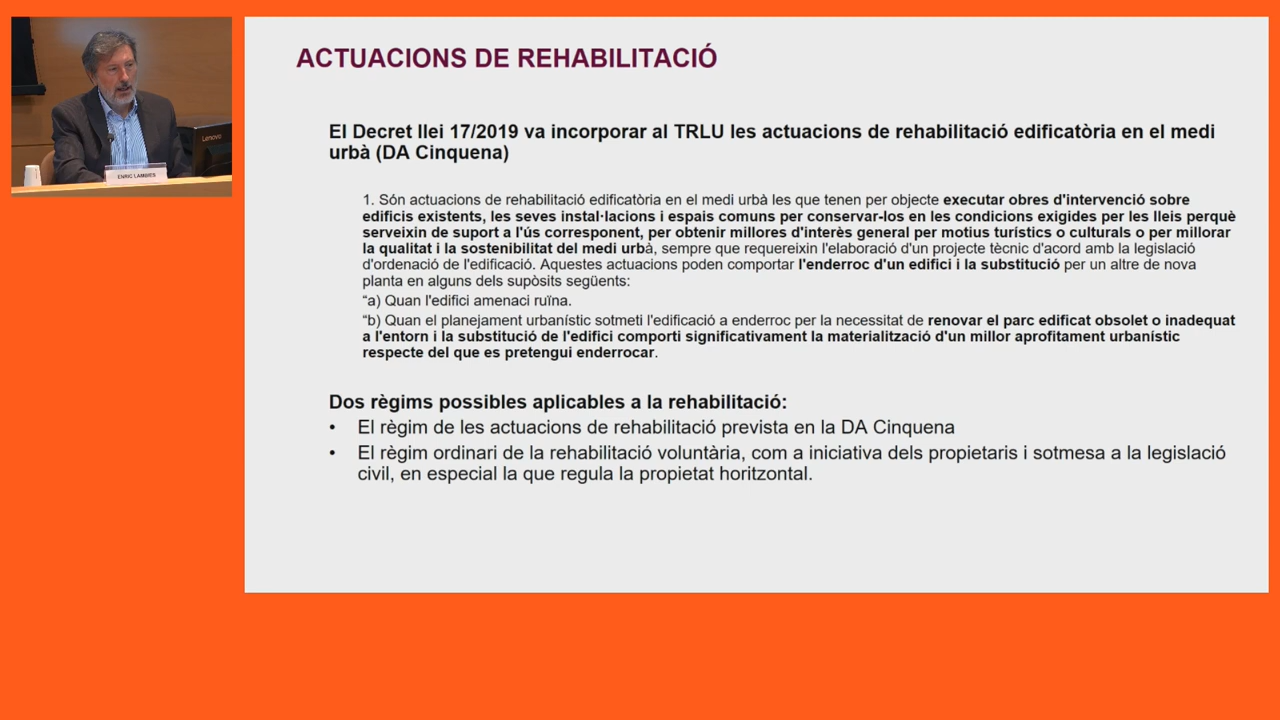 Lenovo
ENRIC LAMBIES
ACTUACIONS DE REHABILITACIÓ
El Decret llei 17/2019 va incorporar al TRLU les actuacions de rehabilitació edificatòria en el medi
urbà (DA Cinquena)
1. Són actuacions de rehabilitació edificatòria en el medi urbà les que tenen per objecte executar obres d'intervenció sobre
edificis existents, les seves instal·lacions i espais comuns per conservar-los en les condicions exigides per les lleis perquè
serveixin de suport a l'ús corresponent, per obtenir millores d'interès general per motius turístics o culturals o per millorar
la qualitat i la sostenibilitat del medi urbà, sempre que requereixin l'elaboració d'un projecte tècnic d'acord amb la legislació
d'ordenació de l'edificació. Aquestes actuacions poden comportar l'enderroc d'un edifici i la substitució per un altre de nova
planta en alguns dels supòsits següents:
“a) Quan l'edifici amenaci ruïna.
“b) Quan el planejament urbanístic sotmeti l'edificació a enderroc per la necessitat de renovar el parc edificat obsolet o inadequat
a l'entorn i la substitució de l'edifici comporti significativament la materialització d'un millor aprofitament urbanístic
respecte del que es pretengui enderrocar.
Dos règims possibles aplicables a la rehabilitació:
• El règim de les actuacions de rehabilitació prevista en la DA Cinquena
• El règim ordinari de la rehabilitació voluntària, com a iniciativa dels propietaris i sotmesa a la legislació
civil, en especial la que regula la propietat horitzontal.